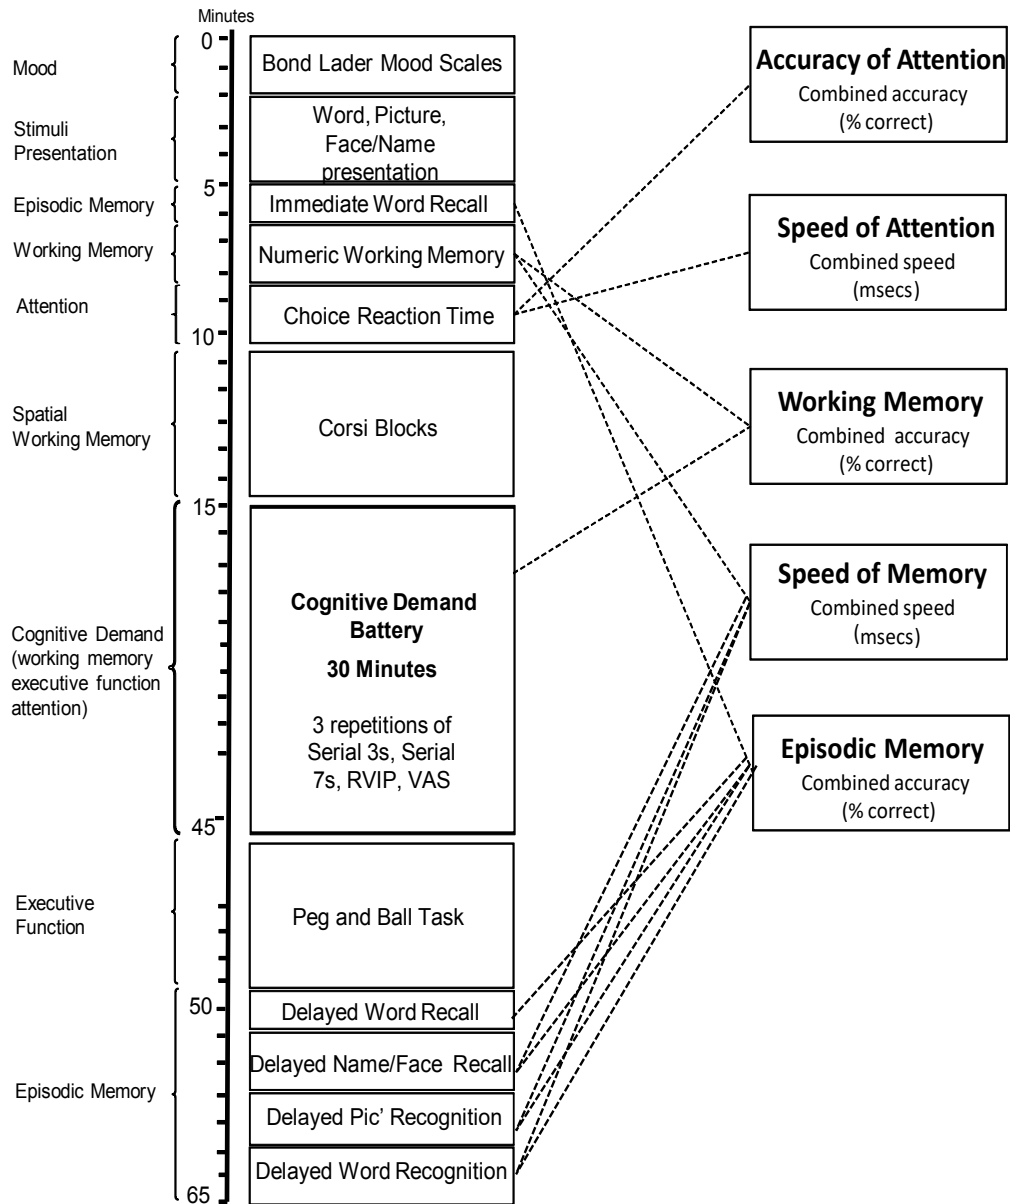 Minutes
0
Mood
Bond Lader Mood Scales
Stimuli
Presentation
Word, Picture,
Face/Name
presentation
5
Episodic Memory
Immediate Word Recall
Working Memory
Numeric Working Memory
Attention
Choice Reaction Time
10
Spatial
Working Memory
Corsi Blocks
15
Cognitive Demand
(working memory
executive function
attention)
Cognitive Demand
Battery
30 Minutes
3 repetitions of
Serial 3s, Serial
7s, RVIP, VAS
45
Executive
Function
Peg and Ball Task
50
Delayed Word Recall
Episodic Memory
Delayed Name/Face Recall
Delayed Pic' Recognition
Delayed Word Recognition
65
Accuracy of Attention
Combined accuracy
(% correct)
Speed of Attention
Combined speed
(msecs)
Working Memory
Combined accuracy
(% correct)
Speed of Memory
Combined speed
(msecs)
Episodic Memory
Combined accuracy
(% correct)